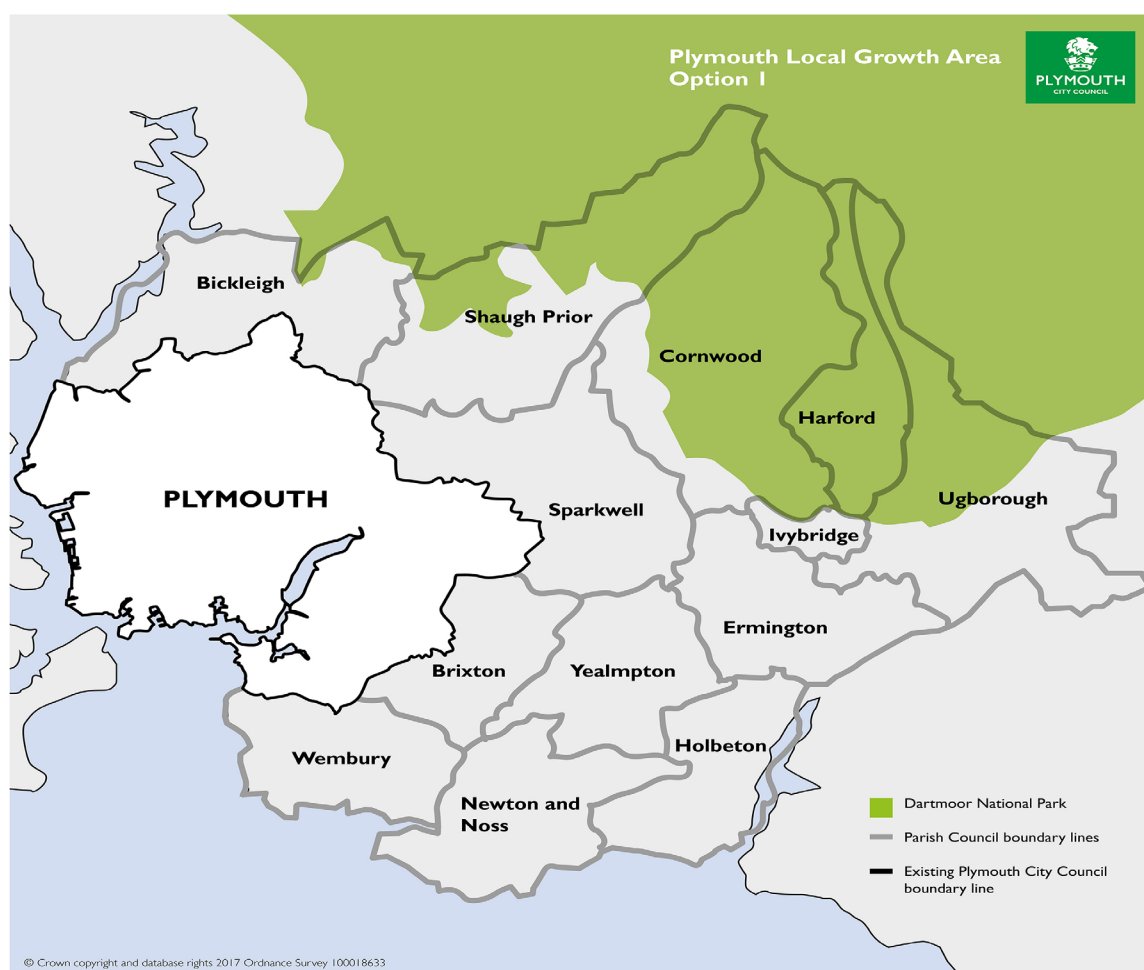 Plymouth Local Growth Area
Option 1
PLYMOUTH
CITY COUNCIL
Bickleigh
Shaugh Prior
Cornwood
Harford
PLYMOUTH
Sparkwell
Ugborough
Ivybridge
Ermington
Brixton
Yealmpton
Wembury
Holbeton
Newton and
Noss
Dartmoor National Park
Parish Council boundary lines
Existing Plymouth City Council
boundary line
© Crown copyright and database rights 2017 Ordnance Survey 100018633